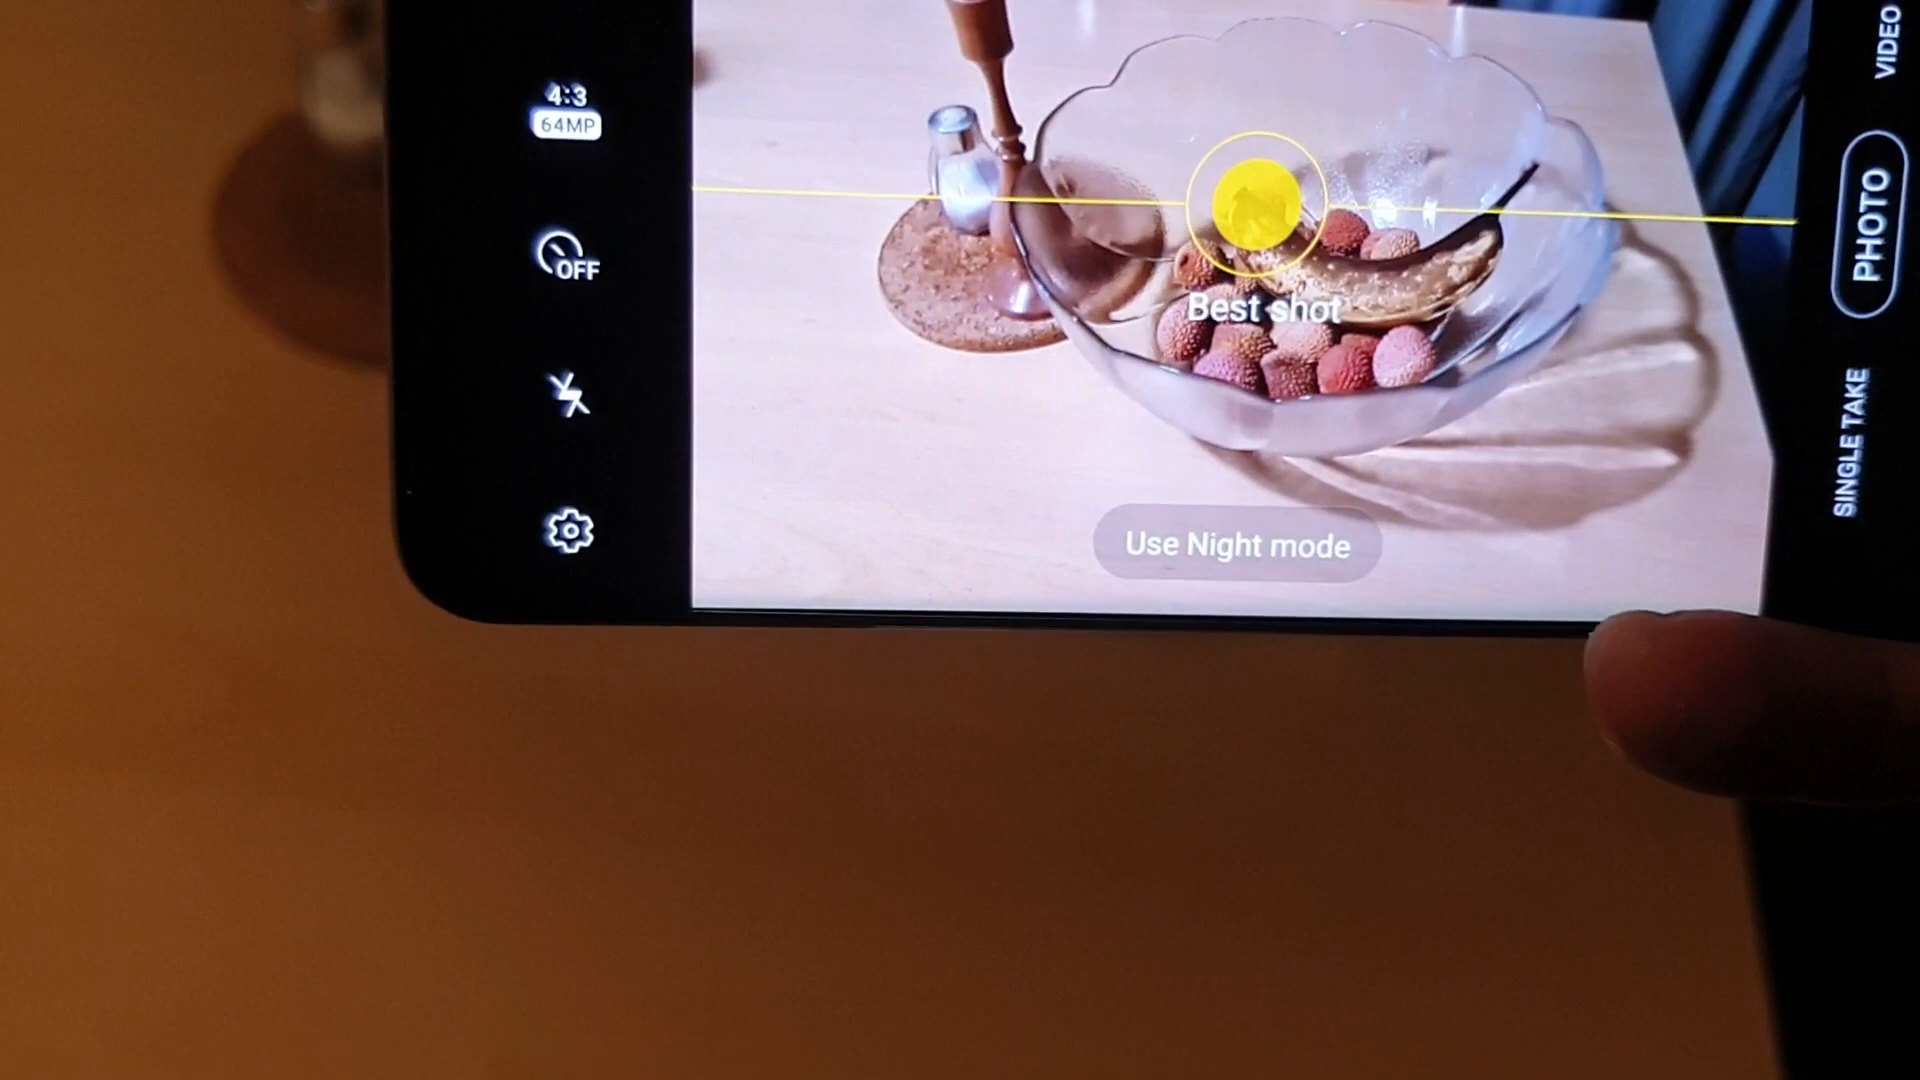 4:3
64MP
OFF
Best shot
Use Night mode
VIDEO
PHOTO
SINGLE TAKE